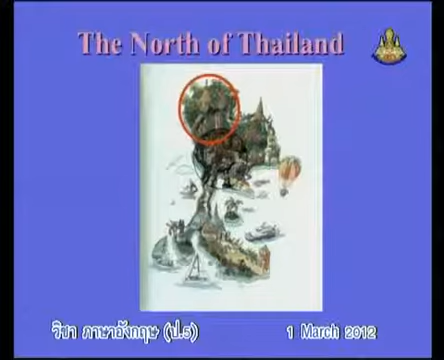 The North of Thailand
วิชา ภาษาอังกฤษ (ป.5) 1 March 2012